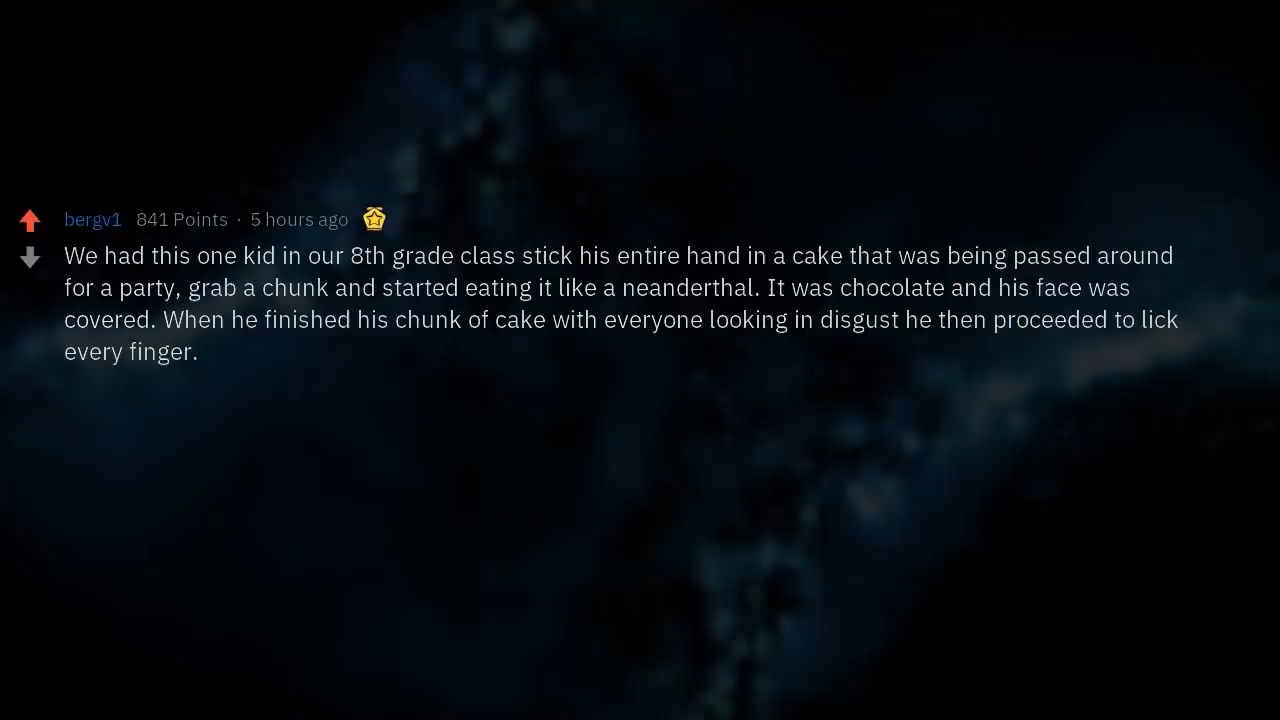 bergv1 841 Points · 5 hours ago
We had this one kid in our 8th grade class stick his entire hand in a cake that was being passed around
for a party, grab a chunk and started eating it like a neanderthal. It was chocolate and his face was
covered. When he finished his chunk of cake with everyone looking in disgust he then proceeded to lick
every finger.